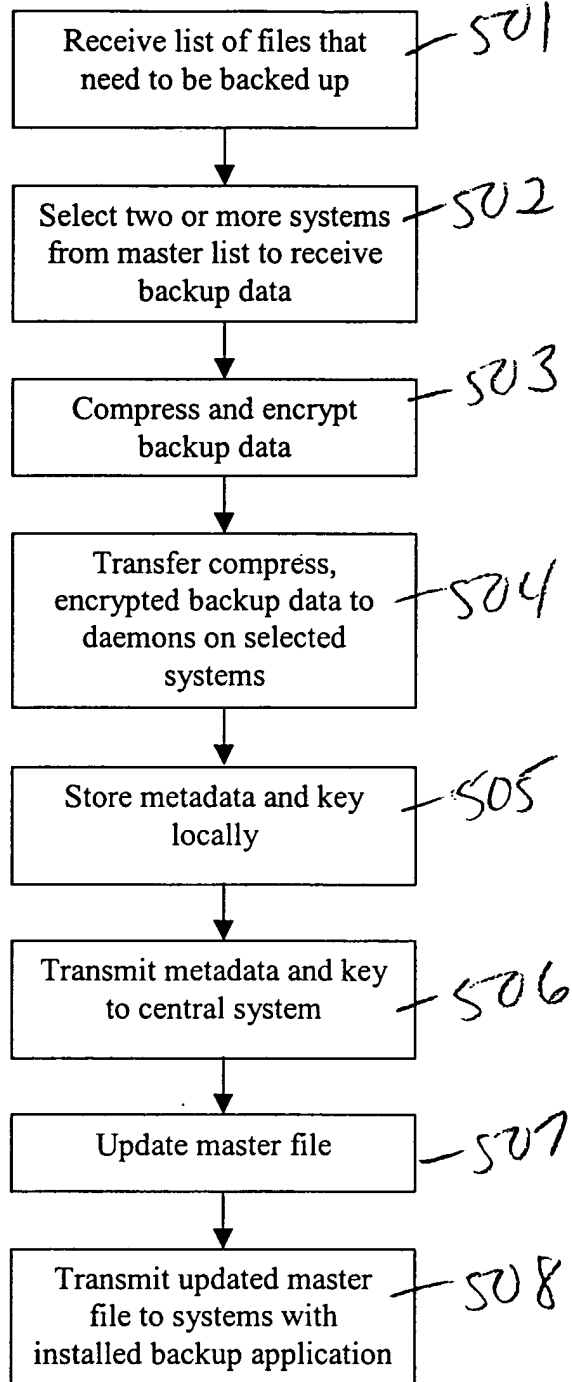 Receive list of files that
need to be backed up
501
Select two or more systems
from master list to receive
backup data
502
Compress and encrypt
backup data
503
Transfer compress,
encrypted backup data to
daemons on selected
systems
504
Store metadata and key
locally
505
Transmit metadata and key
to central system
506
Update master file
507
Transmit updated master
file to systems with
installed backup application
508